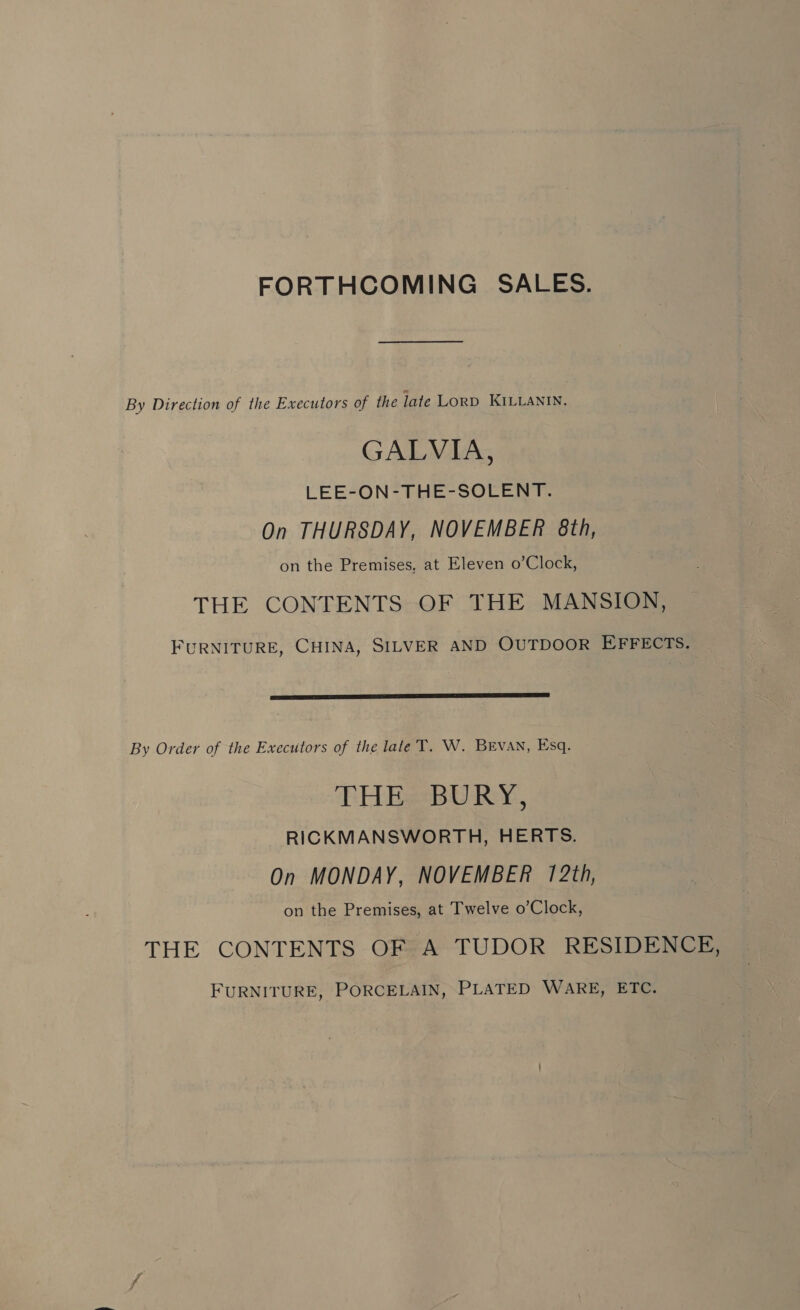 FORTHCOMING SALES.
By Direction of the Executors of the late LORD KILLANIN.
GALVIA,
LEE-ON-THE-SOLENT.
On THURSDAY, NOVEMBER 8th,
on the Premises, at Eleven o'Clock,
THE CONTENTS OF THE MANSION,
FURNITURE, CHINA, SILVER AND OUTDOOR EFFECTS.
By Order of the Executors of the late T. W. BEVAN, Esq.
THE BURY,
RICKMANSWORTH, HERTS.
On MONDAY, NOVEMBER 12th,
on the Premises, at Twelve o'Clock,
THE CONTENTS OF A TUDOR RESIDENCE,
FURNITURE, PORCELAIN, PLATED WARE, ETC.